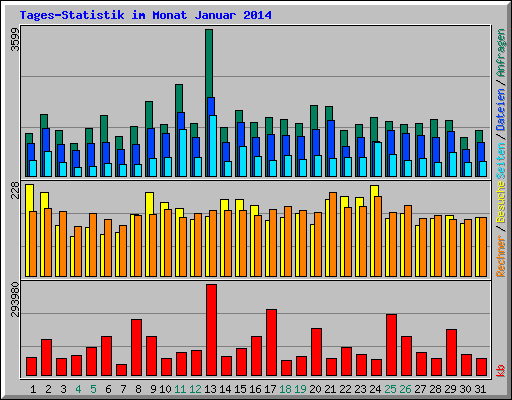 Tages-Statistik im Monat Januar 2014
3599
228
293980
Rechner / Besuche Seiten / Dateien / Anfragen
kb
1 2 3 4 5 6 7 8 9 10 11 12 13 14 15 16 17 18 19 20 21 22 23 24 25 26 27 28 29 30 31